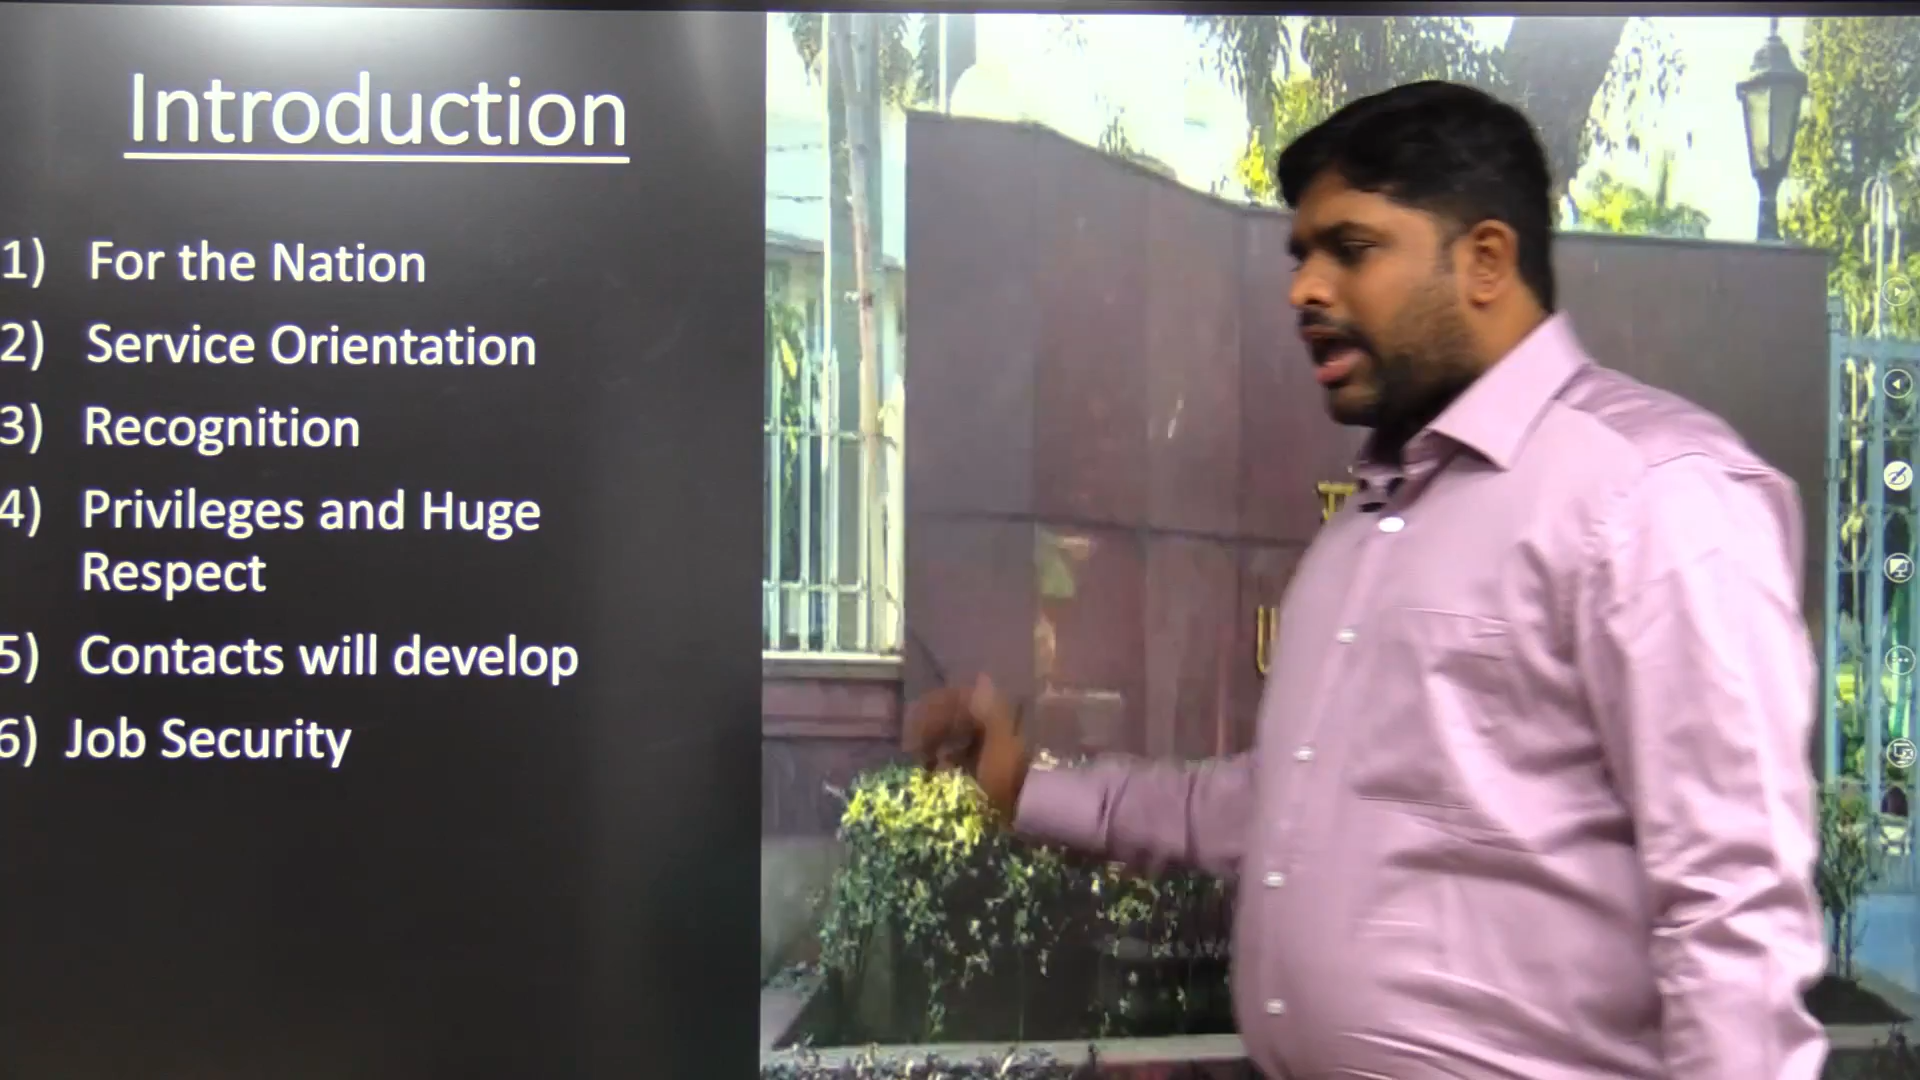 Introduction
1) For the Nation
2) Service Orientation
3) Recognition
4) Privileges and Huge
Respect
5) Contacts will develop
6) Job Security